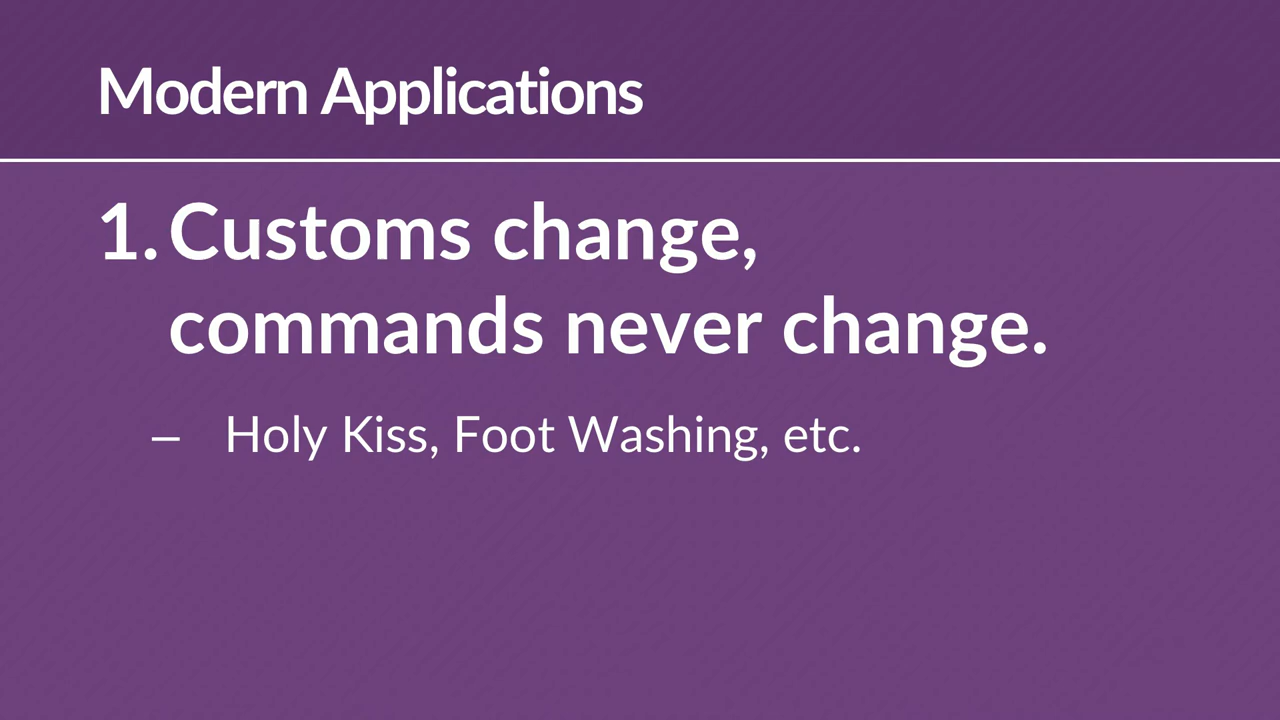 Modern Applications
1. Customs change,
commands never change.
– Holy Kiss, Foot Washing, etc.